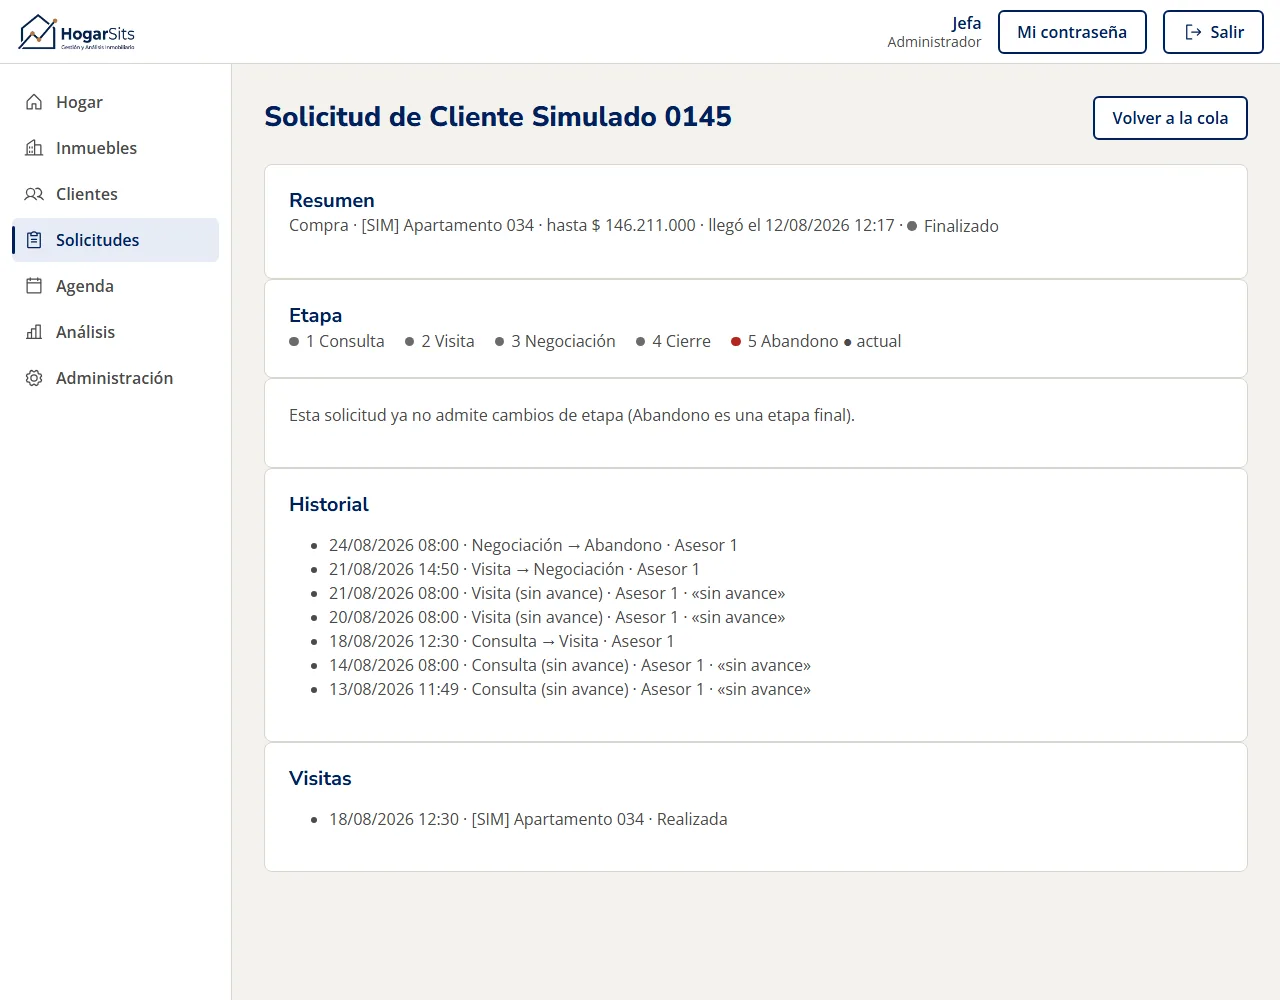 HogarSits
Gestión y Análisis Inmobiliario
Jefa
Administrador
Mi contraseña
Salir
Hogar
Inmuebles
Clientes
Solicitudes
Agenda
Análisis
Administración
Solicitud de Cliente Simulado 0145
Volver a la cola
Resumen
Compra · [SIM] Apartamento 034 · hasta $ 146.211.000 · llegó el 12/08/2026 12:17 · ● Finalizado
Etapa
● 1 Consulta ● 2 Visita ● 3 Negociación ● 4 Cierre ● 5 Abandono ● actual
Esta solicitud ya no admite cambios de etapa (Abandono es una etapa final).
Historial
• 24/08/2026 08:00 · Negociación → Abandono · Asesor 1
• 21/08/2026 14:50 · Visita → Negociación · Asesor 1
• 21/08/2026 08:00 · Visita (sin avance) · Asesor 1 · «sin avance»
• 20/08/2026 08:00 · Visita (sin avance) · Asesor 1 · «sin avance»
• 18/08/2026 12:30 · Consulta → Visita · Asesor 1
• 14/08/2026 08:00 · Consulta (sin avance) · Asesor 1 · «sin avance»
• 13/08/2026 11:49 · Consulta (sin avance) · Asesor 1 · «sin avance»
Visitas
• 18/08/2026 12:30 · [SIM] Apartamento 034 · Realizada